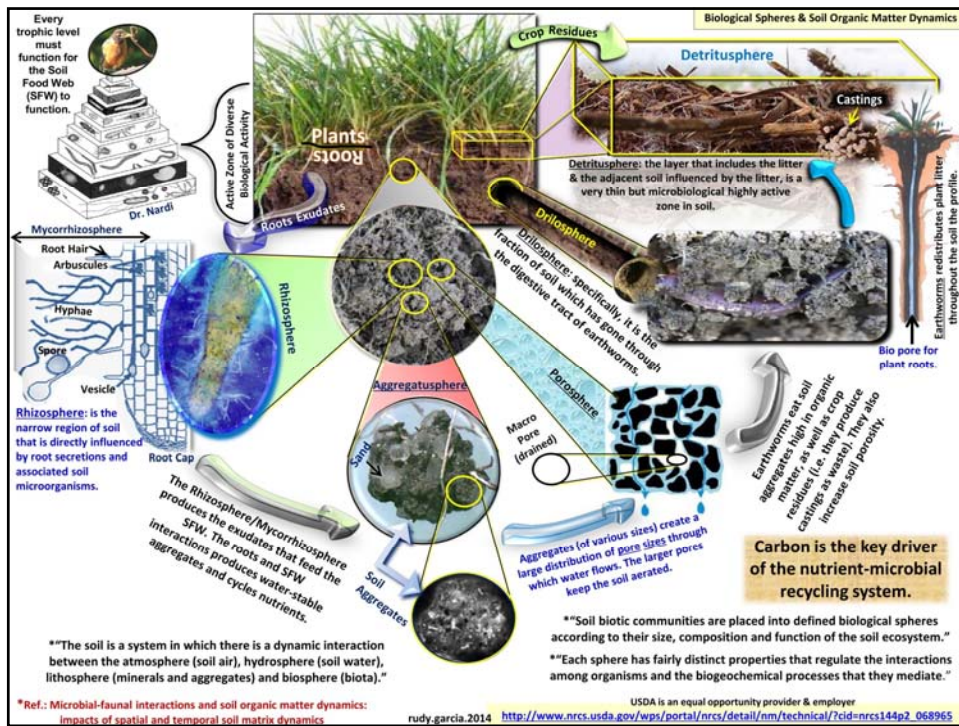 Every
trophic level
must
function for
the Soil
Food Web
(SFW) to
function.
Dr. Nardi
Active Zone of Diverse
Biological Activity
Plants
Roots
Roots Exudates
Crop Residues
Biological Spheres & Soil Organic Matter Dynamics
Detritusphere
Castings
Detritusphere: the layer that includes the litter
& the adjacent soil influenced by the litter, is a
very thin but microbiological highly active
zone in soil.
Earthworms redistributes plant litter
throughout the soil the profile.
Bio pore for
plant roots.
Mycorrhizosphere
Root Hair
Arbuscules
Hyphae
Spore
Vesicle
Root Cap
Rhizosphere
Rhizosphere: is the
narrow region of soil
that is directly influenced
by root secretions and
associated soil
microorganisms.
Drilosphere
Drilosphere: specifically, it is the
fraction of soil which has gone through
the digestive tract of earthworms.
Aggregatusphere
Sand
Soil
Aggregates
Porosphere
Macro
Pore
(drained)
Earthworms eat soil
aggregates high in organic
matter, as well as crop
residues (i.e. they produce
castings as waste). They also
increase soil porosity.
The Rhizosphere/Mycorrhizosphere
produces the exudates that feed the
SFW. The roots and SFW
interactions produces water-stable
aggregates and cycles nutrients.
Aggregates (of various sizes) create a
large distribution of pore sizes through
which water flows. The larger pores
keep the soil aerated.
Carbon is the key driver
of the nutrient-microbial
recycling system.
*"The soil is a system in which there is a dynamic interaction
between the atmosphere (soil air), hydrosphere (soil water),
lithosphere (minerals and aggregates) and biosphere (biota)."
*"Soil biotic communities are placed into defined biological spheres
according to their size, composition and function of the soil ecosystem."
*"Each sphere has fairly distinct properties that regulate the interactions
among organisms and the biogeochemical processes that they mediate."
*Ref.: Microbial-faunal interactions and soil organic matter dynamics:
impacts of spatial and temporal soil matrix dynamics
rudy.garcia.2014
USDA is an equal opportunity provider & employer
http://www.nrcs.usda.gov/wps/portal/nrcs/detail/nm/technical/?cid=nrcs144p2_068965